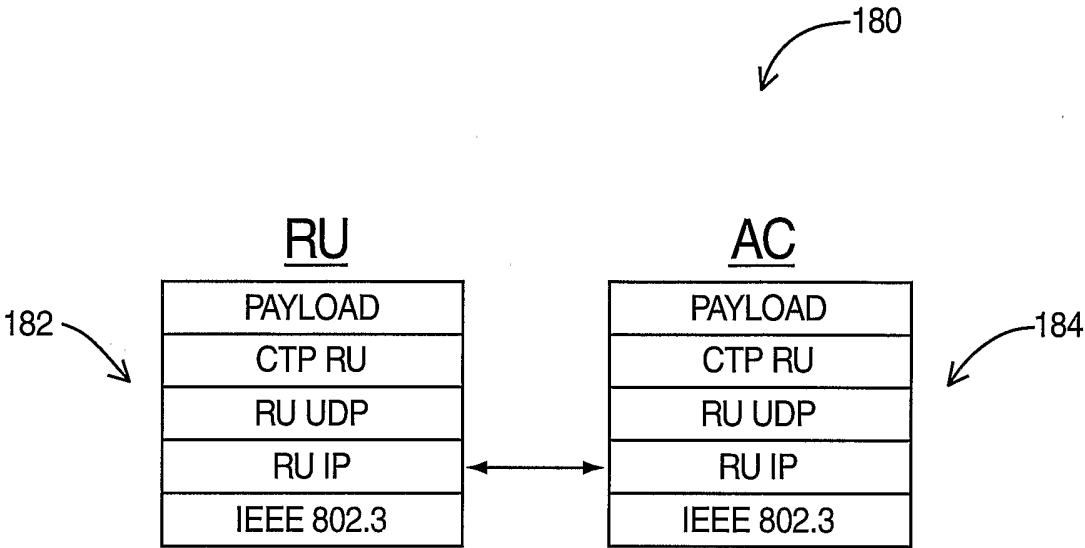 180
RU AC
182 PAYLOAD PAYLOAD 184
CTP RU CTP RU
RU UDP RU UDP
RU IP RU IP
IEEE 802.3 IEEE 802.3